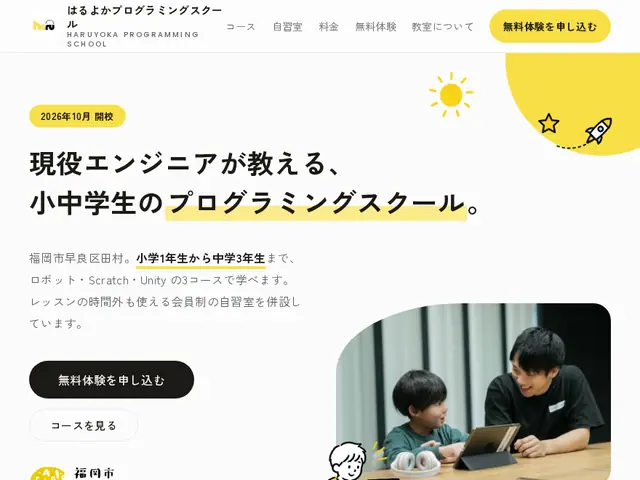 はるよかプログラミングスクール
HARUYOKA PROGRAMMING SCHOOL
コース
自習室
料金
無料体験
教室について
無料体験を申し込む
2026年10月 開校
現役エンジニアが教える、
小中学生のプログラミングスクール。
福岡市早良区田村。小学1年生から中学3年生まで、
ロボット・Scratch・Unity の3コースで学べます。
レッスンの時間外も使える会員制の自習室を併設し
ています。
無料体験を申し込む
コースを見る
福岡市